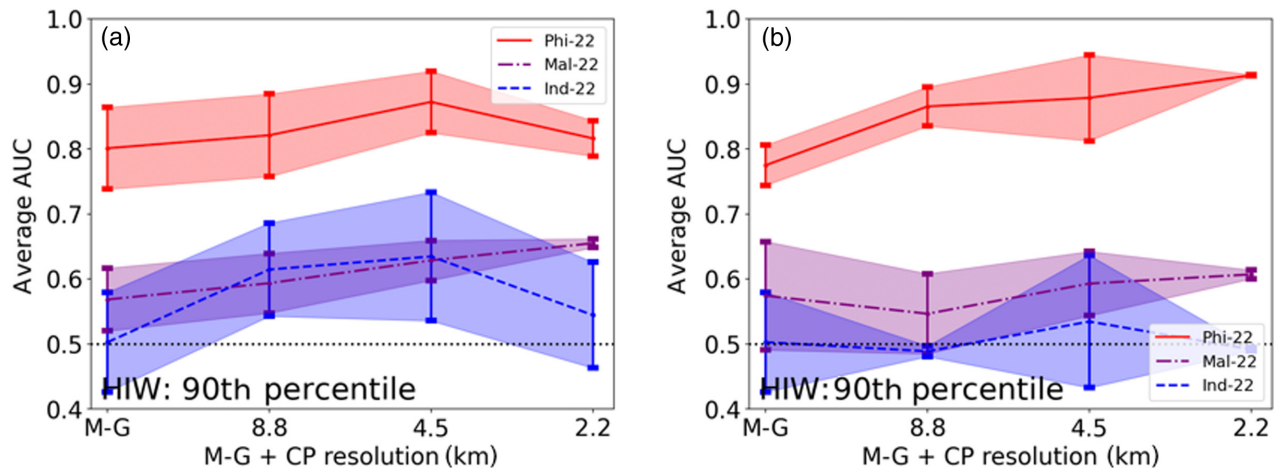 (a)
1.0
0.9
0.8
0.7
0.6
0.5
0.4
Average AUC
Phi-22
Mal-22
Ind-22
HIW: 90th percentile
M-G 8.8 4.5 2.2
M-G + CP resolution (km)
(b)
1.0
0.9
0.8
0.7
0.6
0.5
0.4
Average AUC
Phi-22
Mal-22
Ind-22
HIW: 90th percentile
M-G 8.8 4.5 2.2
M-G + CP resolution (km)